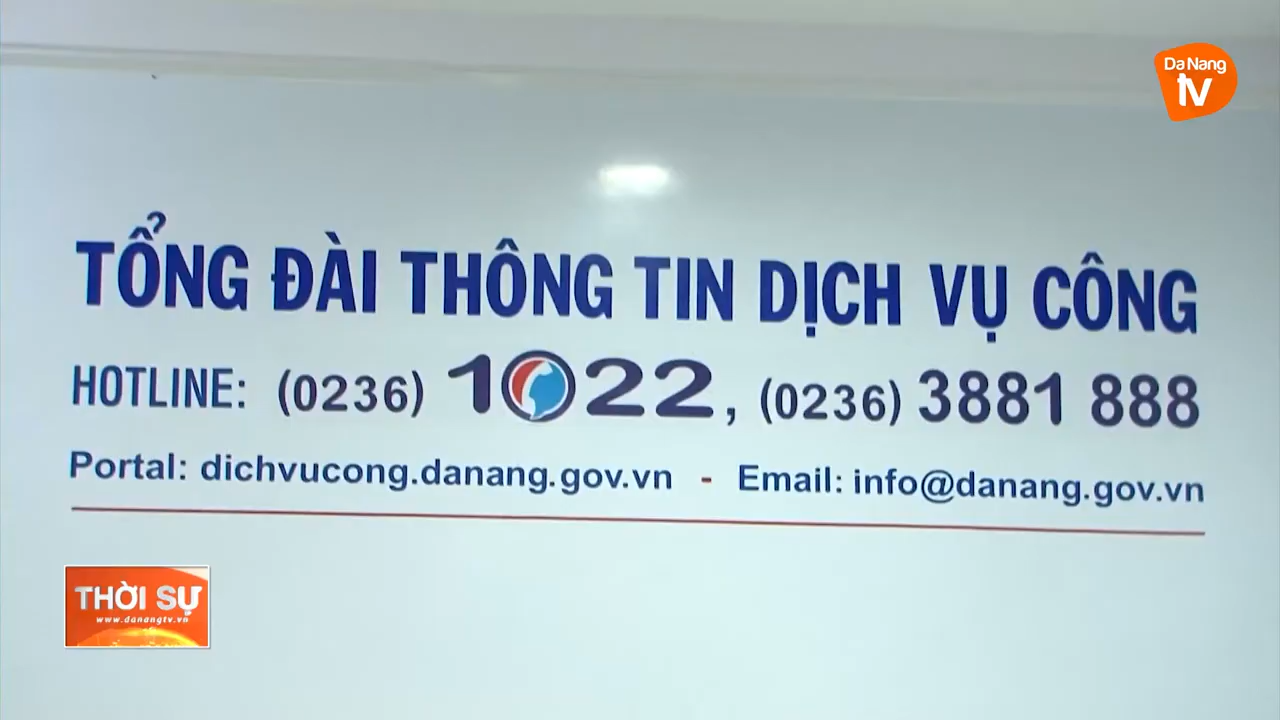 Da Nang
tv
TỔNG ĐÀI THÔNG TIN DỊCH VỤ CÔNG
HOTLINE: (0236) 1022, (0236) 3881 888
Portal: dichvucong.danang.gov.vn - Email: info@danang.gov.vn
THỜI SỰ
www.danangtv.vn